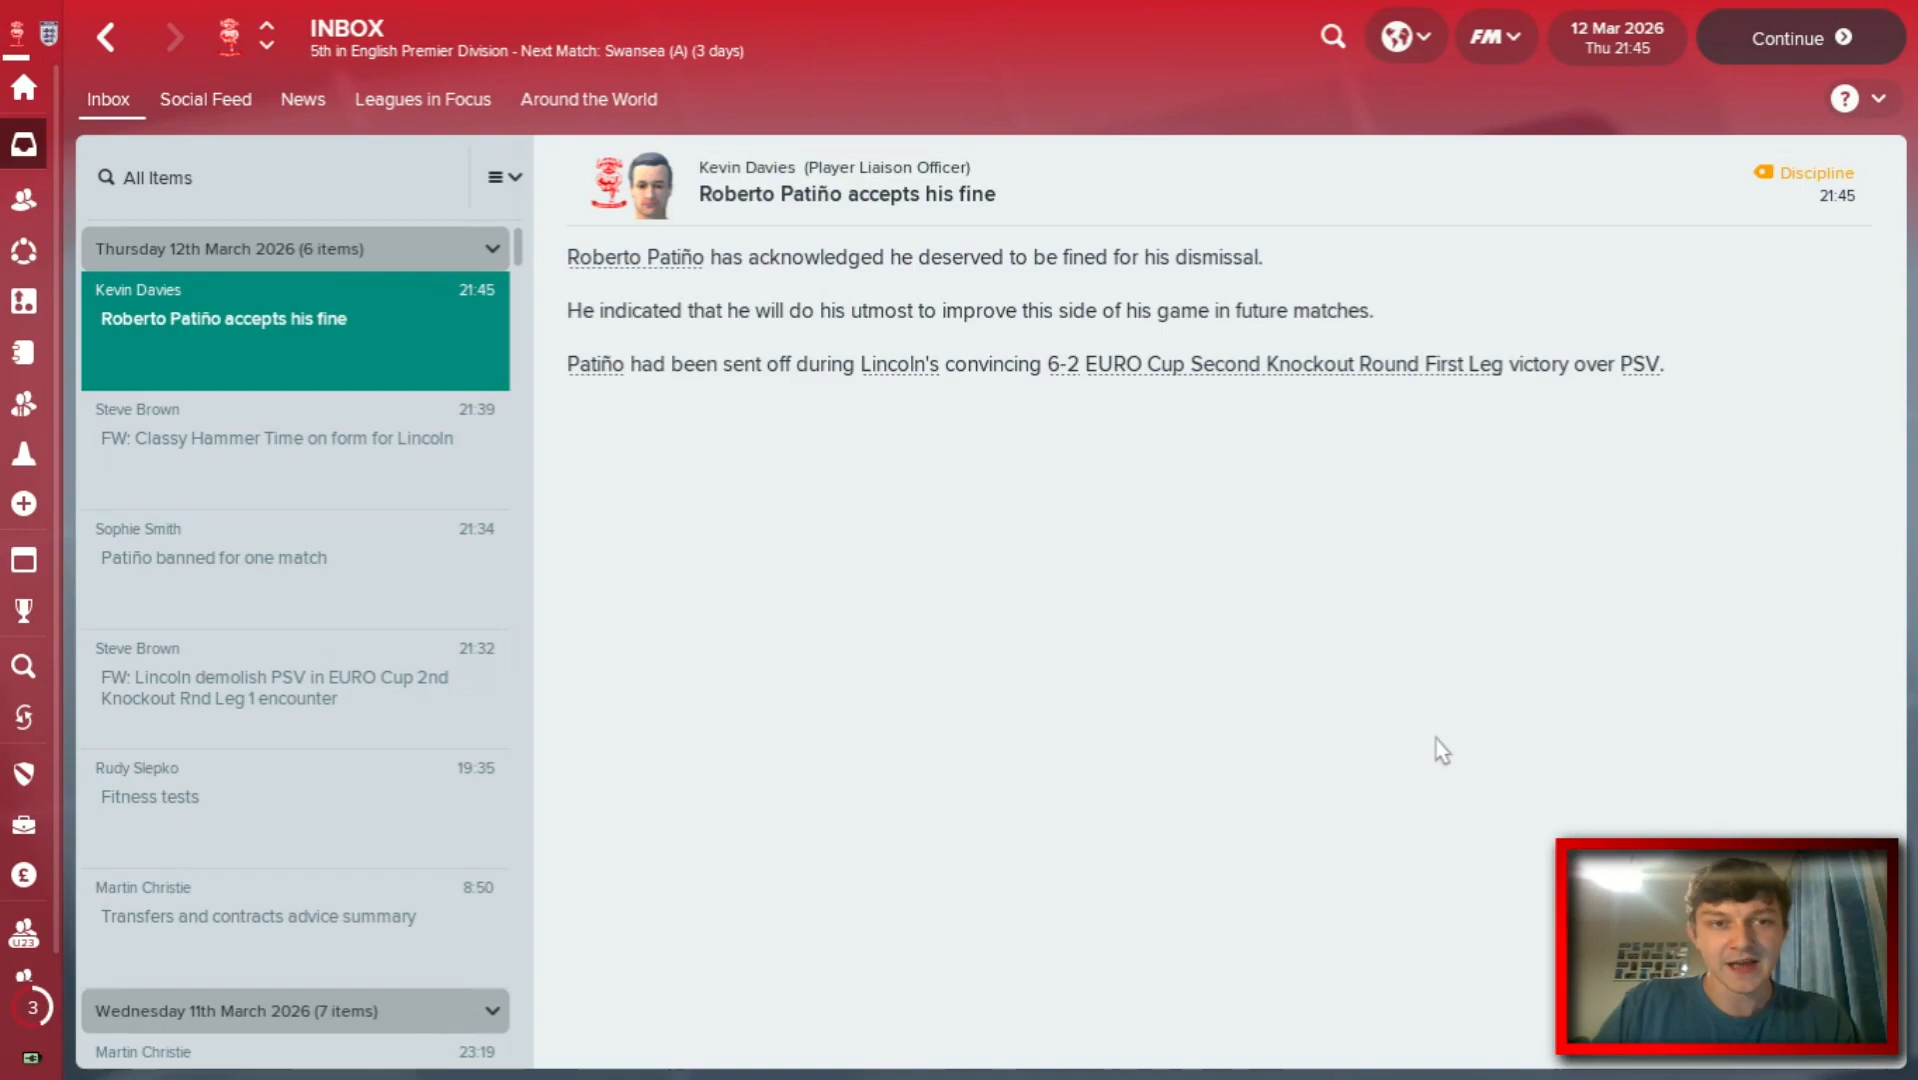 INBOX
5th in English Premier Division - Next Match: Swansea (A) (3 days)
FM
12 Mar 2026
Thu 21:45
Continue
Inbox
Social Feed
News
Leagues in Focus
Around the World
?
All Items
Thursday 12th March 2026 (6 items)
Kevin Davies
21:45
Roberto Patiño accepts his fine
Steve Brown
21:39
FW: Classy Hammer Time on form for Lincoln
Sophie Smith
21:34
Patiño banned for one match
Steve Brown
21:32
FW: Lincoln demolish PSV in EURO Cup 2nd
Knockout Rnd Leg 1 encounter
Rudy Slepko
19:35
Fitness tests
Martin Christie
8:50
Transfers and contracts advice summary
Wednesday 11th March 2026 (7 items)
Martin Christie
23:19
Kevin Davies (Player Liaison Officer)
Roberto Patiño accepts his fine
Discipline
21:45
Roberto Patiño has acknowledged he deserved to be fined for his dismissal.
He indicated that he will do his utmost to improve this side of his game in future matches.
Patiño had been sent off during Lincoln's convincing 6-2 EURO Cup Second Knockout Round First Leg victory over PSV.
£
U23
3